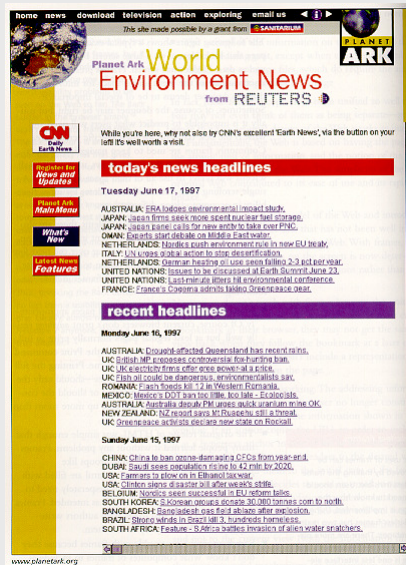 home news download television action exploring email us
This site made possible by a grant from SANITARIUM
PLANET
ARK
Planet Ark World
Environment News
from REUTERS
CNN
Daily
Earth News
While you're here, why not also try CNN's excellent 'Earth News', via the button on your
left! It's well worth a visit.
Register for
News and
Updates
today's news headlines
Tuesday June 17, 1997
Planet Ark
Main Menu
What's
New
Latest News
Features
AUSTRALIA: ERA lodges environmental impact study.
JAPAN: Japan firms seek more spent nuclear fuel storage.
JAPAN: Japan panel calls for new entity to take over PNC.
OMAN: Experts start debate on Middle East water.
NETHERLANDS: Nordics push environment rule in new EU treaty.
ITALY: UN urges global action to stop desertification.
NETHERLANDS: German heating oil use seen falling 2-3 pct per year.
UNITED NATIONS: Issues to be discussed at Earth Summit June 23.
UNITED NATIONS: Last-minute jitters hit environmental conference.
FRANCE: France's Cogema admits taking Greenpeace gear.
recent headlines
Monday June 16, 1997
AUSTRALIA: Drought-affected Queensland has recent rains.
UK: British MP proposes controversial fox-hunting ban.
UK: UK electricity firms offer green power-at a price.
UK: Fish oil could be dangerous, environmentalists say.
ROMANIA: Flash floods kill 12 in Western Romania.
MEXICO: Mexico's DDT ban too little, too late - Ecologists.
AUSTRALIA: Australia deputy PM urges quick uranium mine OK.
NEW ZEALAND: NZ report says Mt Ruapehu still a threat.
UK: Greenpeace activists declare new state on Rockall.
Sunday June 15, 1997
CHINA: China to ban ozone-damaging CFCs from year-end.
DUBAI: Saudi sees population rising to 42 mln by 2020.
USA: Farmers to plow on in Ethanol tax war.
USA: Clinton signs disaster bill after week's strife.
BELGIUM: Nordics seen successful in EU reform talks.
SOUTH KOREA: S.Korean groups donate 30,000 tonnes corn to north.
BANGLADESH: Bangladesh gas field ablaze after explosion.
BRAZIL: Strong winds in Brazil kill 3, hundreds homeless.
SOUTH AFRICA: Feature - S.Africa battles invasion of alien water snatchers.
www.planetark.org